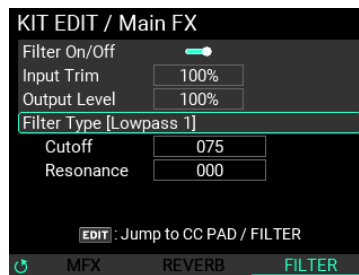 KIT EDIT / Main FX
Filter On/Off
Input Trim 100%
Output Level 100%
Filter Type [Lowpass 1]
Cutoff 075
Resonance 000
EDIT : Jump to CC PAD / FILTER
MFX REVERB FILTER